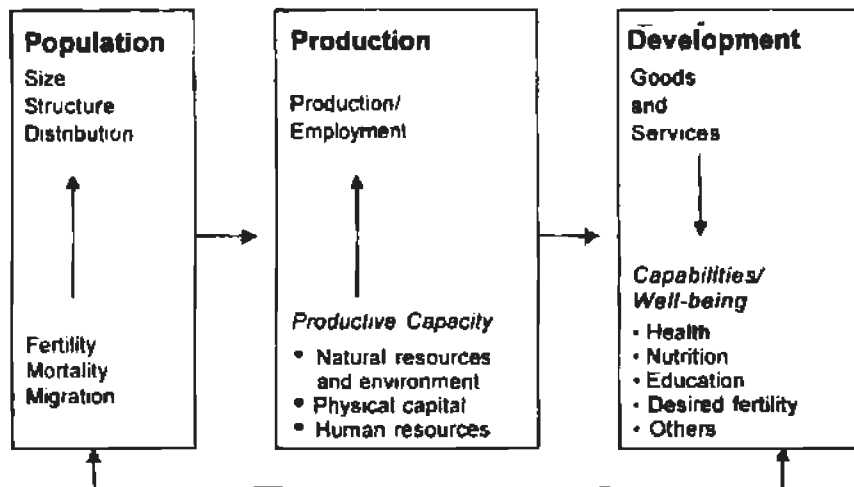 Population
Size
Structure
Distribution
Fertility
Mortality
Migration
Production
Production/
Employment
Productive Capacity
• Natural resources
and environment
• Physical capital
• Human resources
Development
Goods
and
Services
Capabilities/
Well-being
• Health
• Nutrition
• Education
• Desired fertility
• Others